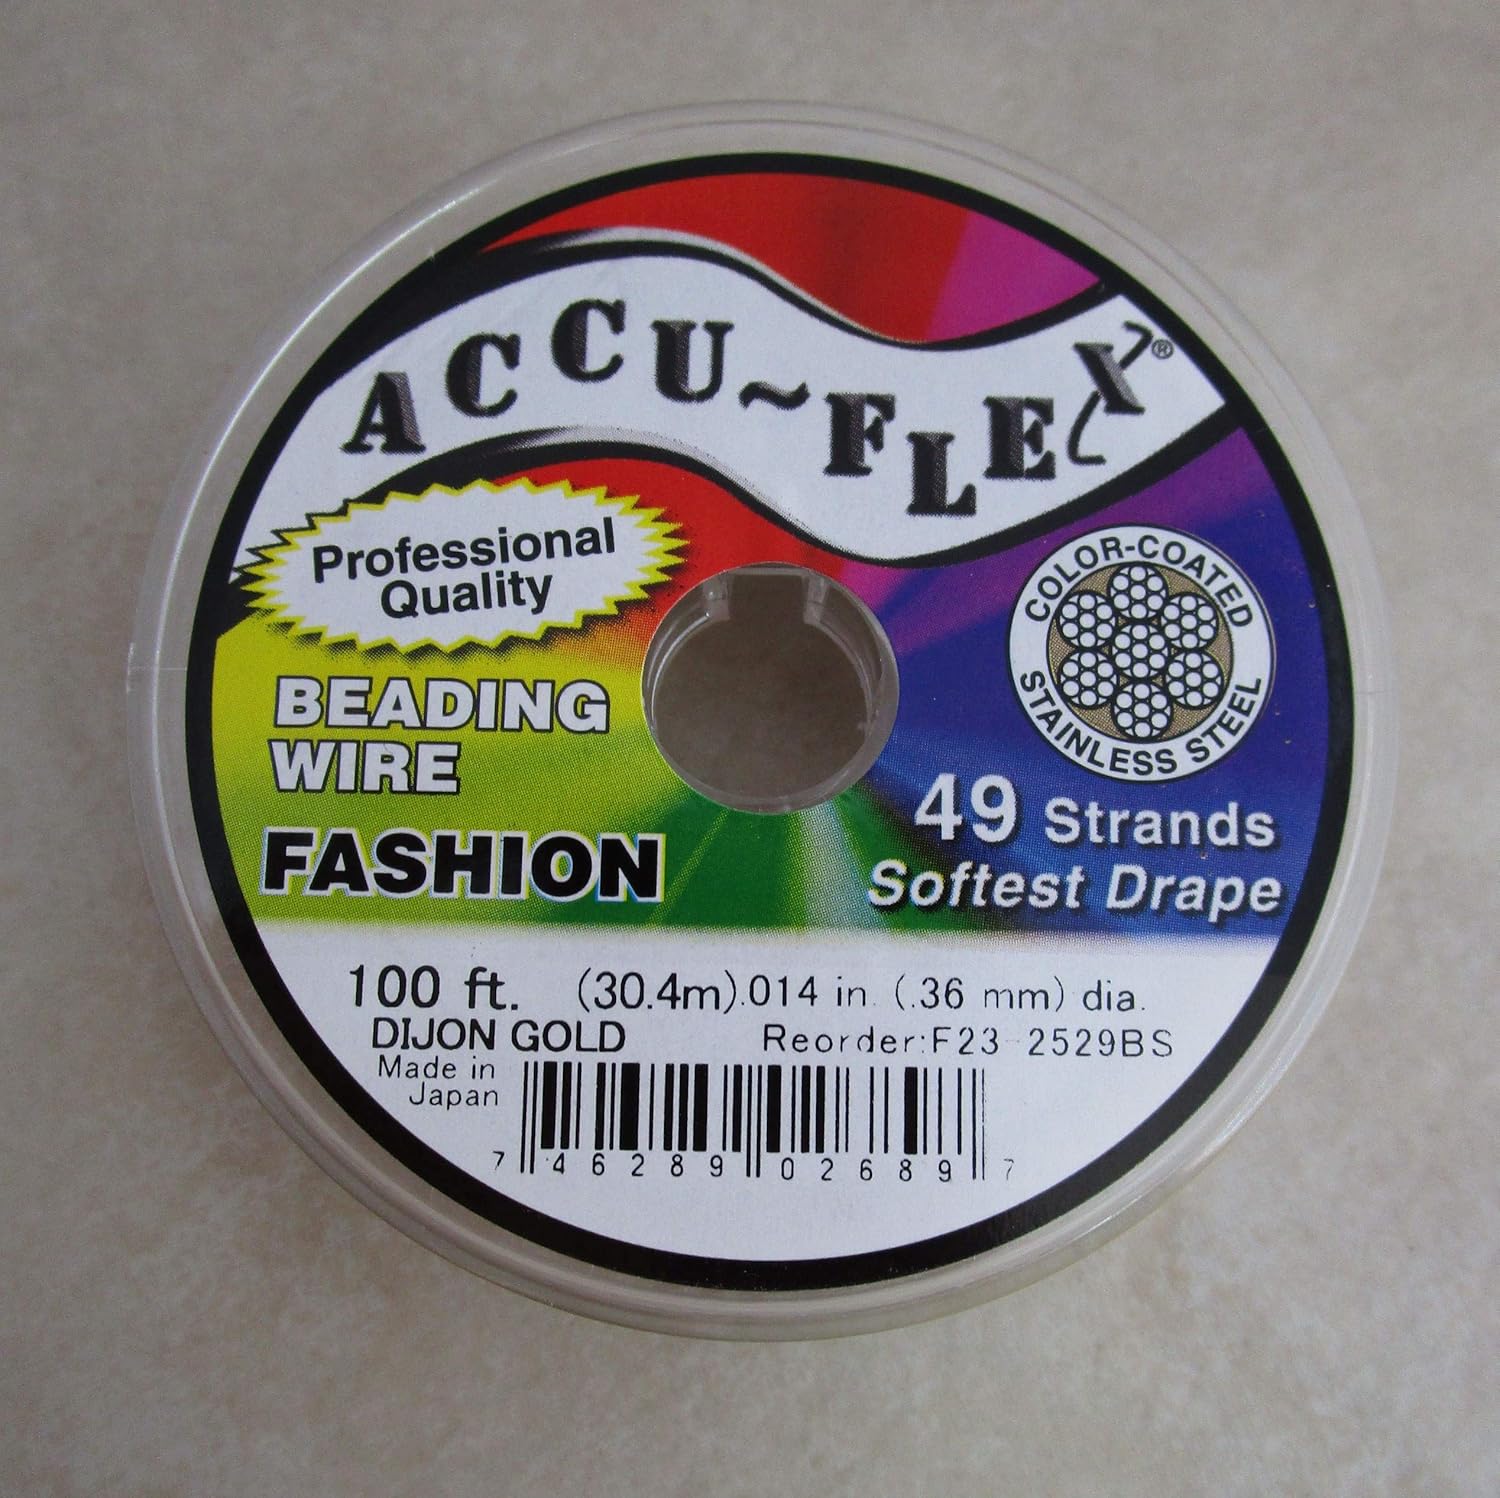 ACCU~FLEX®
Professional
Quality
BEADING
WIRE
FASHION
COLOR-COATED
STAINLESS STEEL
49 Strands
Softest Drape
100 ft. (30.4m).014 in. (.36 mm) dia.
DIJON GOLD Reorder:F23-2529BS
Made in
Japan
7 46289 02689 7